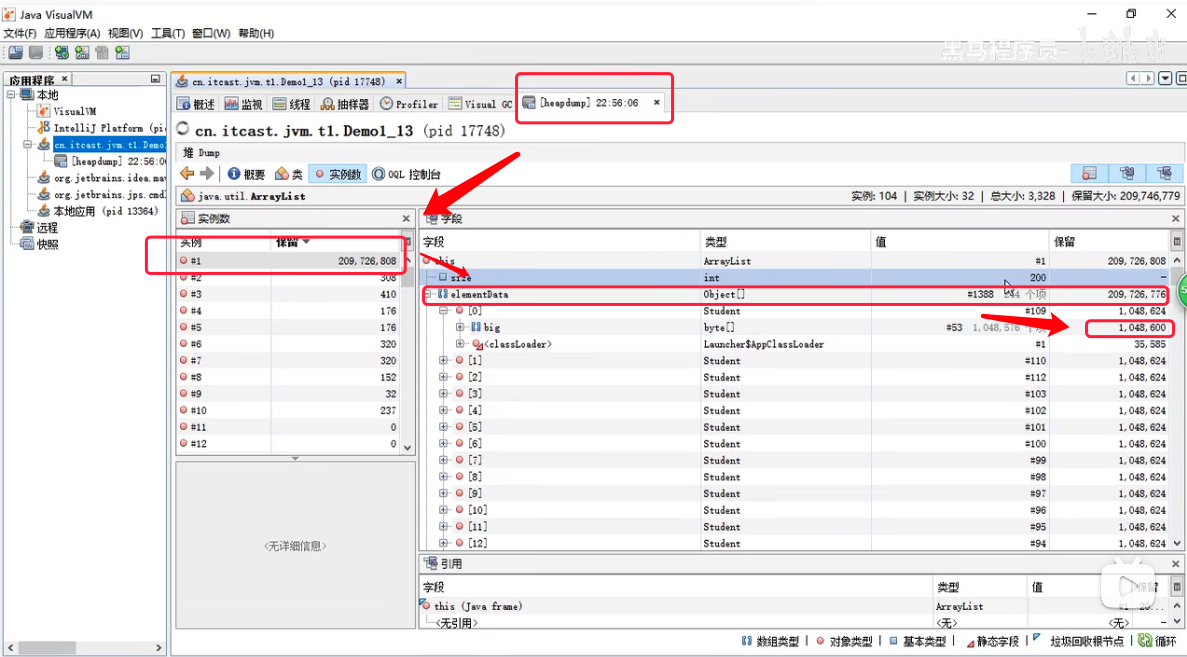 Java VisualVM
文件(F) 应用程序(A) 视图(V) 工具(T) 窗口(W) 帮助(H)
黑马程序员-
应用程序 ×
cn.itcast.jvm.t1.Demo1_13 (pid 17748) ×
本地
VisualVM
IntelliJ Platform (pi
cn.itcast.jvm.t1.Demo1
[heapdump] 22:56:0
org.jetbrains.idea.mav
org.jetbrains.jps.cmdl
本地应用 (pid 13364)
远程
快照
概述 监视 线程 抽样器 Profiler Visual GC [heapdump] 22:56:06 ×
cn.itcast.jvm.t1.Demo1_13 (pid 17748)
堆 Dump
概要 类 实例数 OQL 控制台
java.util.ArrayList 实例: 104 | 实例大小: 32 | 总大小: 3,328 | 保留大小: 209,746,779
实例数 ×
实例 保留
#1 209,726,808
#2 308
#3 410
#4 176
#5 176
#6 320
#7 320
#8 152
#9 32
#10 237
#11 0
#12 0
<无详细信息>
字段 ×
字段 类型 值 保留
this ArrayList #1 209,726,808
size int 200 –
elementData Object[] #1388 244 个项 209,726,776
[0] Student #109 1,048,624
big byte[] #53 1,048,576 个项 1,048,600
<classLoader> Launcher$AppClassLoader #1 35,585
[1] Student #110 1,048,624
[2] Student #112 1,048,624
[3] Student #103 1,048,624
[4] Student #102 1,048,624
[5] Student #101 1,048,624
[6] Student #100 1,048,624
[7] Student #99 1,048,624
[8] Student #98 1,048,624
[9] Student #97 1,048,624
[10] Student #96 1,048,624
[11] Student #95 1,048,624
[12] Student #94 1,048,624
引用 ×
字段 类型 值 保留
this (Java frame) ArrayList #1 20...
<无引用> <无> <无> –
数组类型 | 对象类型 | 基本类型 | 静态字段 | 垃圾回收根节点 | 循环